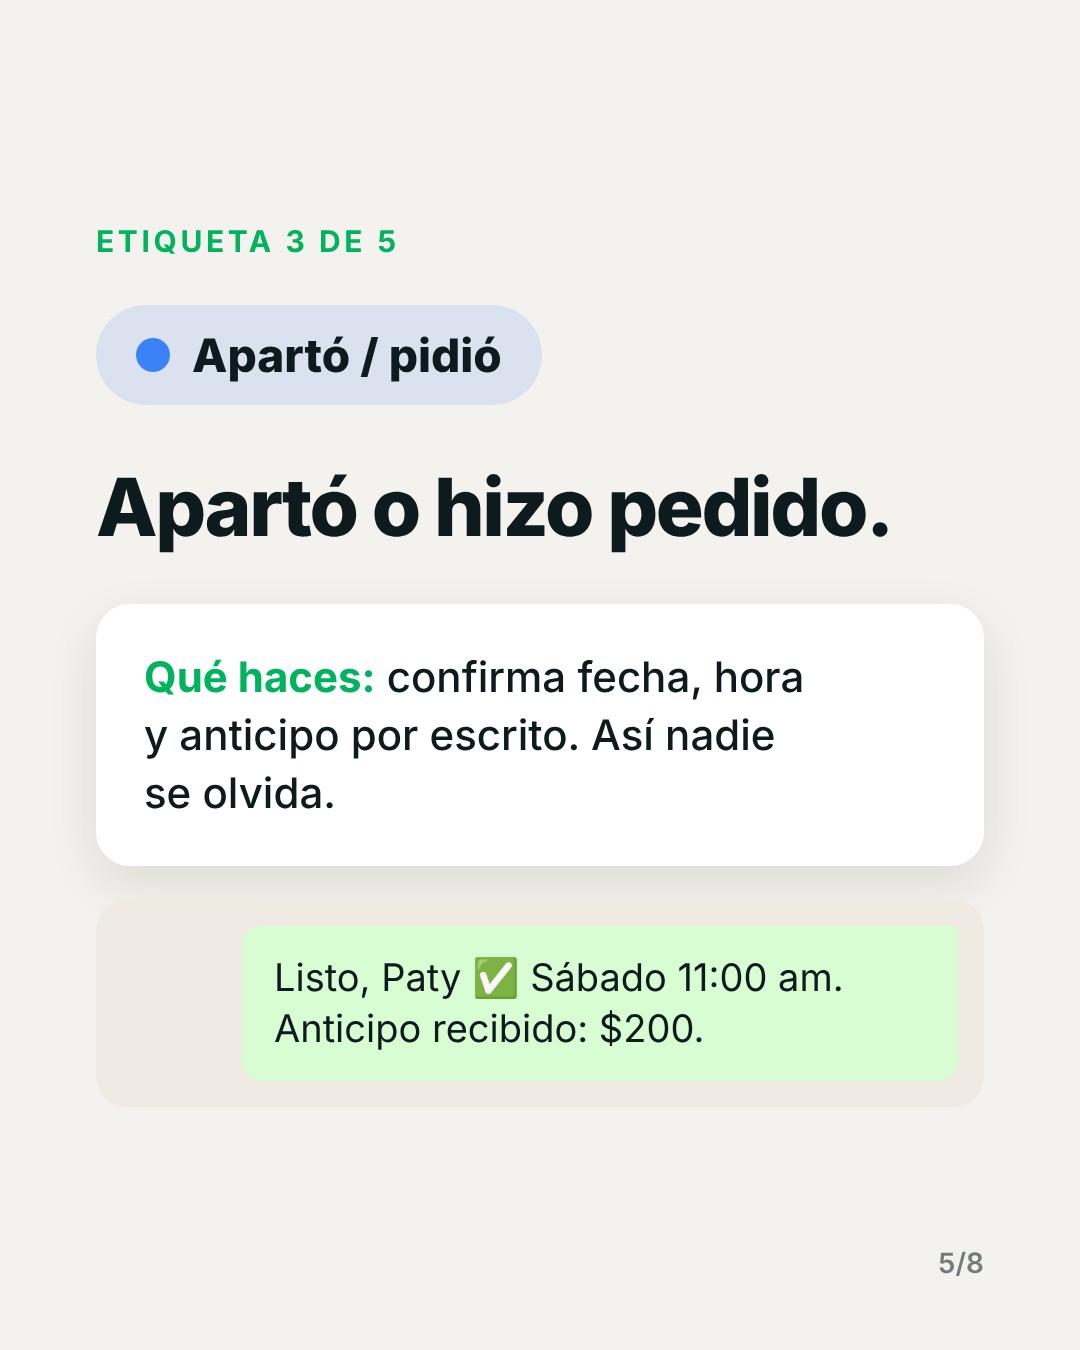 ETIQUETA 3 DE 5
Apartó / pidió
Apartó o hizo pedido.
Qué haces: confirma fecha, hora
y anticipo por escrito. Así nadie
se olvida.
Listo, Paty ✅ Sábado 11:00 am.
Anticipo recibido: $200.
5/8